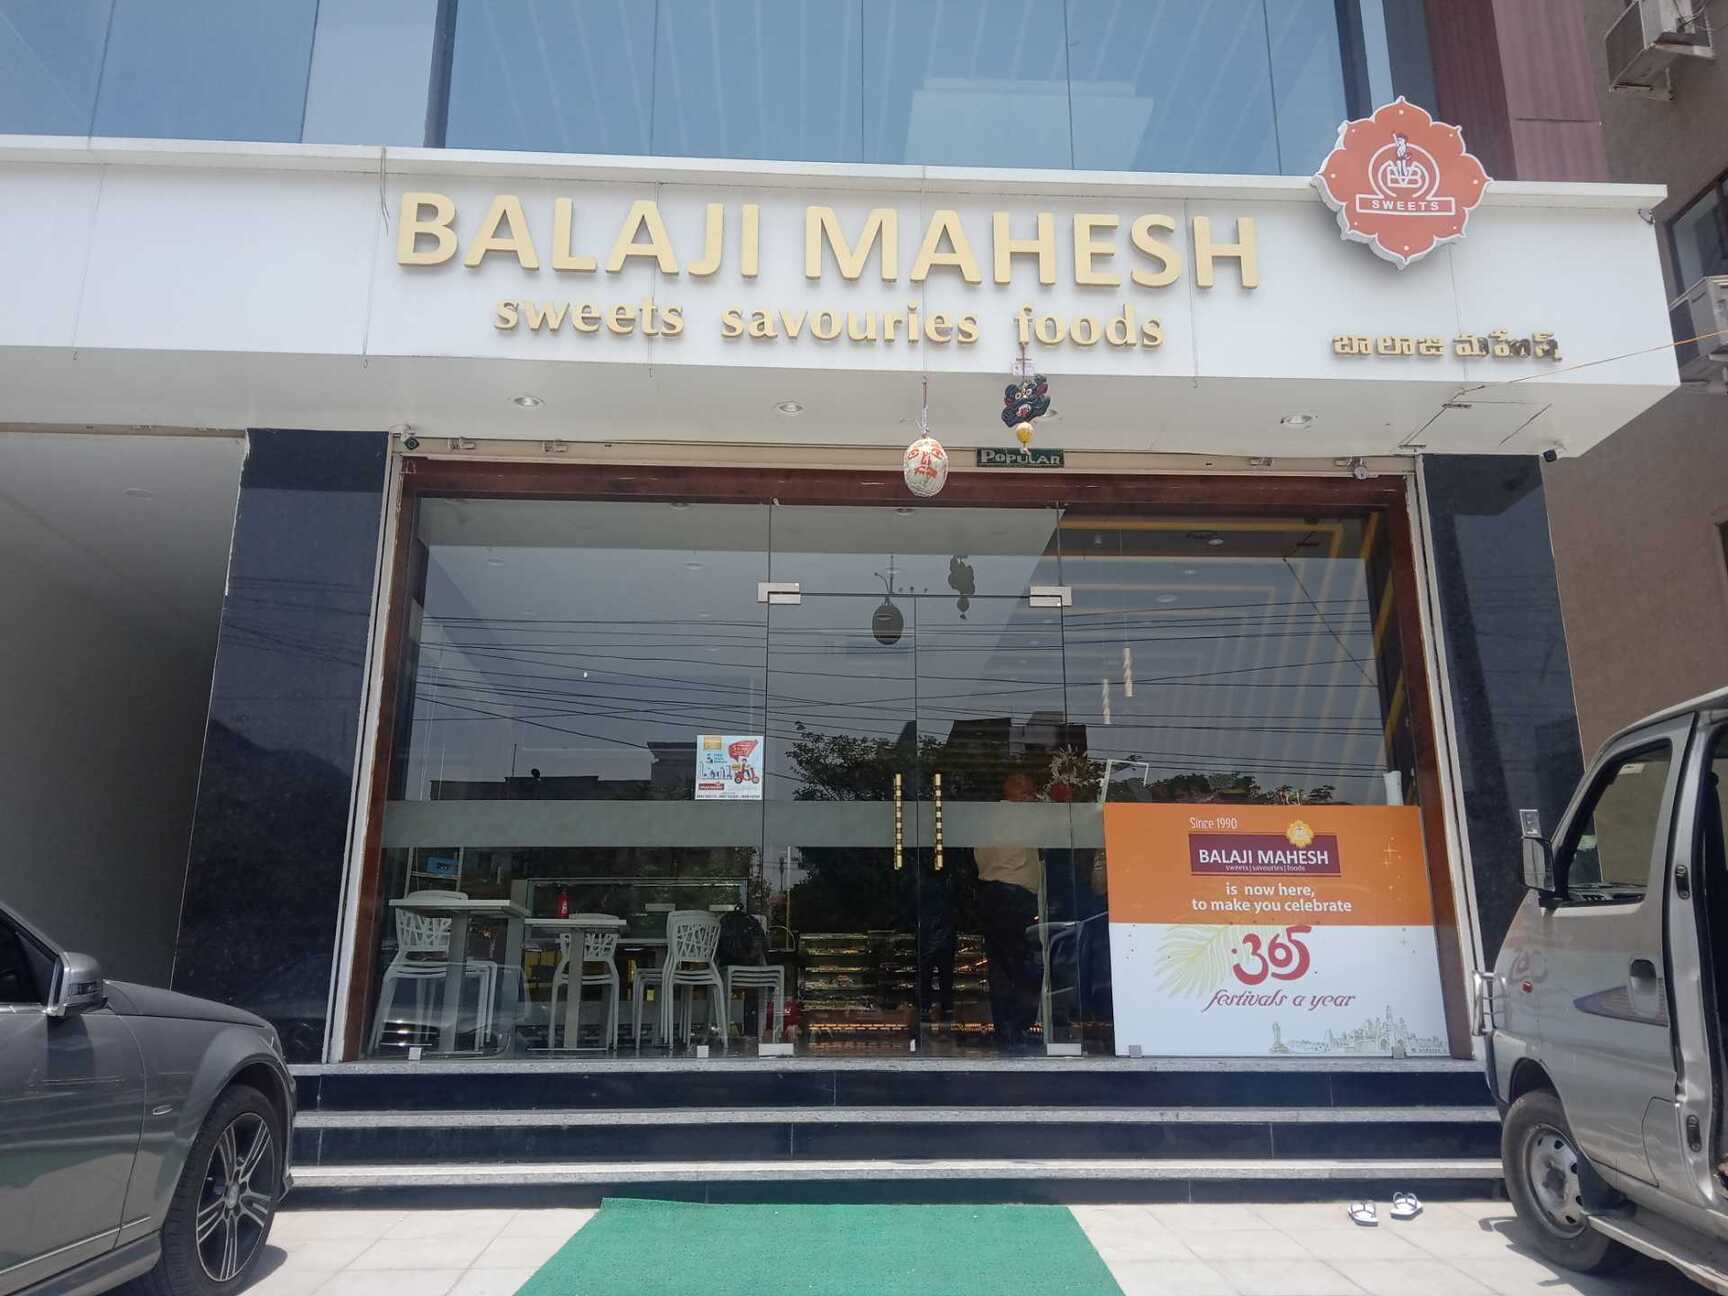 BALAJI MAHESH
sweets savouries foods
SWEETS
బాలాజి మహేష్
POPULAR
Since 1990
BALAJI MAHESH
sweets | savouries | foods
is now here,
to make you celebrate
365
festivals a year